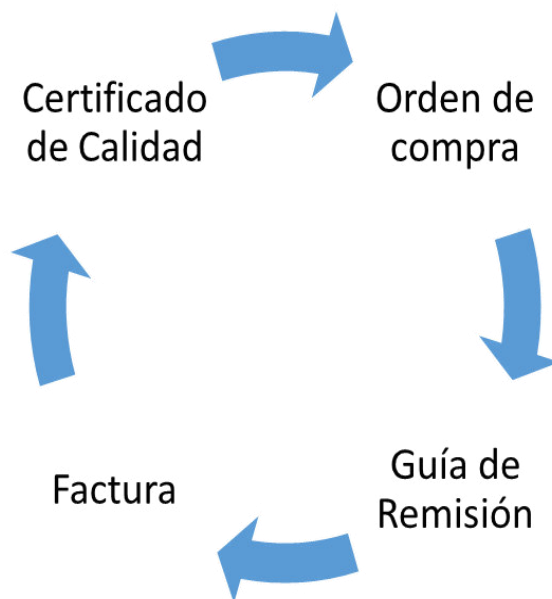 Certificado
de Calidad
Orden de
compra
Guía de
Remisión
Factura